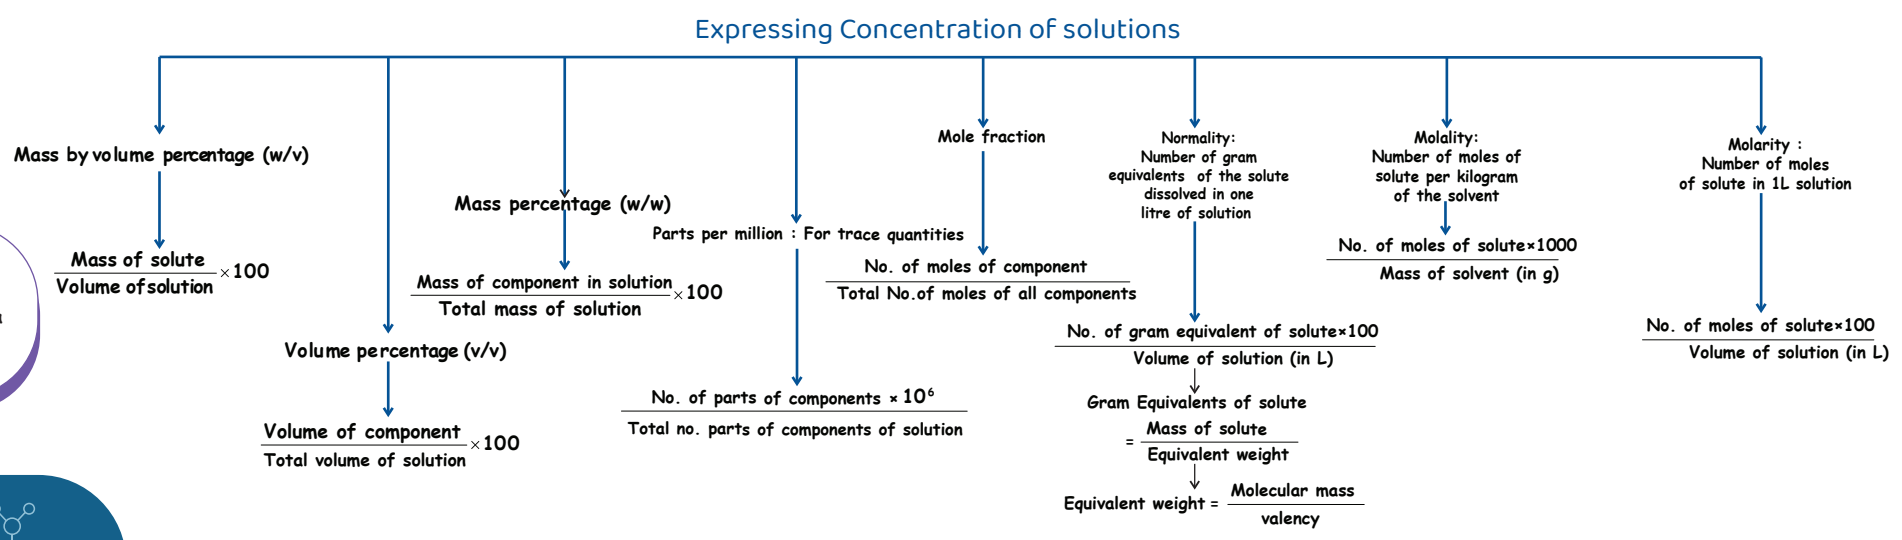 Expressing Concentration of solutions
Mass by volume percentage (w/v)
Mass of solute
Volume of solution
×100
Volume percentage (v/v)
Volume of component
Total volume of solution
×100
Mass percentage (w/w)
Mass of component in solution
Total mass of solution
×100
Parts per million : For trace quantities
No. of parts of components × 10⁶
Total no. parts of components of solution
Mole fraction
No. of moles of component
Total No.of moles of all components
Normality:
Number of gram
equivalents of the solute
dissolved in one
litre of solution
No. of gram equivalent of solute×100
Volume of solution (in L)
Gram Equivalents of solute
= Mass of solute
Equivalent weight
Equivalent weight = Molecular mass
valency
Molality:
Number of moles of
solute per kilogram
of the solvent
No. of moles of solute×1000
Mass of solvent (in g)
Molarity :
Number of moles
of solute in 1L solution
No. of moles of solute×100
Volume of solution (in L)